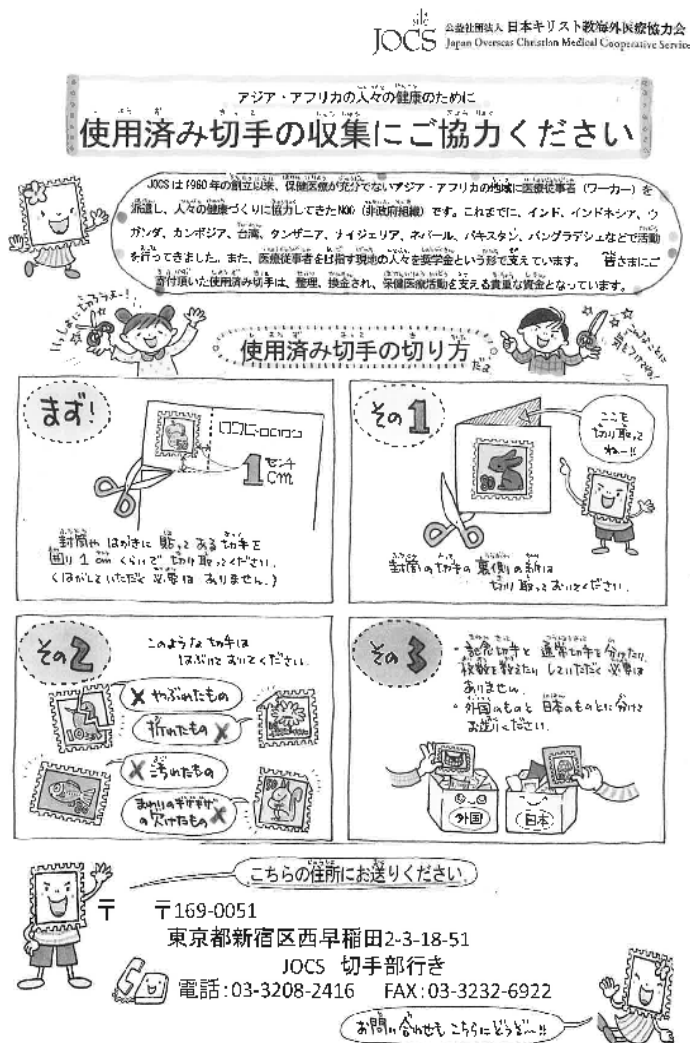 JOCS 公益社団法人 日本キリスト教海外医療協力会
Japan Overseas Christian Medical Cooperative Service
アジア・アフリカの人々の健康のために
使用済み切手の収集にご協力ください
JOCSは1960年の創立以来、保健医療が充分でないアジア・アフリカの地域に医療従事者(ワーカー)を
派遣し、人々の健康づくりに協力してきたNGO(非政府組織)です。これまでに、インド、インドネシア、ウ
ガンダ、カンボジア、台湾、タンザニア、ナイジェリア、ネパール、パキスタン、バングラデシュなどで活動
を行ってきました。また、医療従事者を目指す現地の人々を奨学金という形で支えています。 皆さまにご
寄付頂いた使用済み切手は、整理、換金され、保健医療活動を支える貴重な資金となっています。
いっしょに切ろうよー!
使用済み切手の切り方だよ
まず!
1センチcm
封筒やはがきに貼ってある切手を
周り1cmくらいで切り取ってください。
(はがしていただく必要はありません。)
その1
ここも
切り取って
ねー!!
封筒の切手の裏側の紙は
切り取っておいてください。
その2
このような切手は
はぶいておいてください。
✗ やぶれたもの
折れたもの ✗
✗ 汚れたもの
まわりのギザギザ
の欠けたもの ✗
その3
・記念切手と通常切手を分けたり
枚数を数えたりしていただく必要は
ありません。
・外国のものと日本のものとに分けて
お送りください。
外国
日本
こちらの住所にお送りください。
〒 〒169-0051
東京都新宿区西早稲田2-3-18-51
JOCS 切手部行き
電話:03-3208-2416 FAX:03-3232-6922
お問い合わせもこちらにどうぞ〜!!